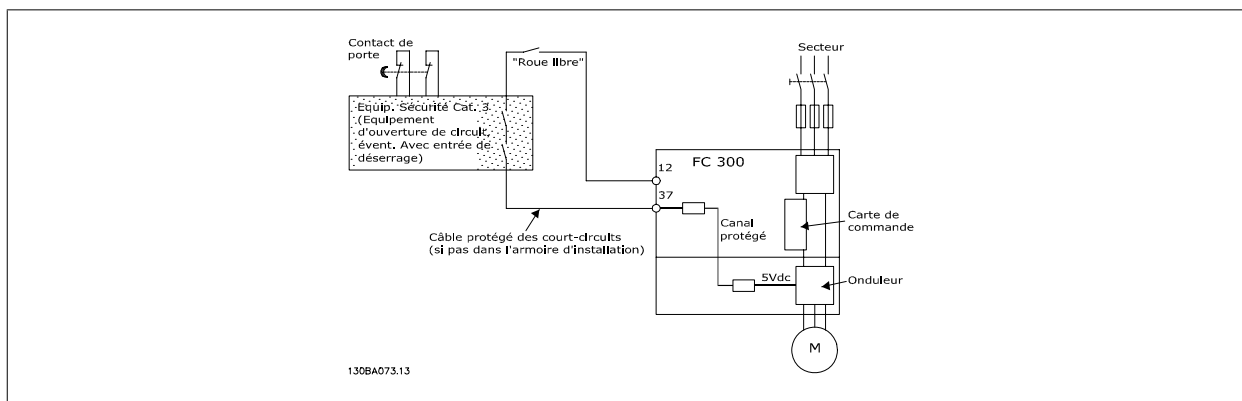 Contact de
porte
"Roue libre"
Secteur
Equip. Sécurité Cat. 3
(Equipement
d'ouverture de circuit,
évent. Avec entrée de
déserrage)
12
FC 300
37
Canal
protégé
Carte de
commande
Câble protégé des court-circuits
(si pas dans l'armoire d'installation)
5Vdc
Onduleur
M
130BA073.13